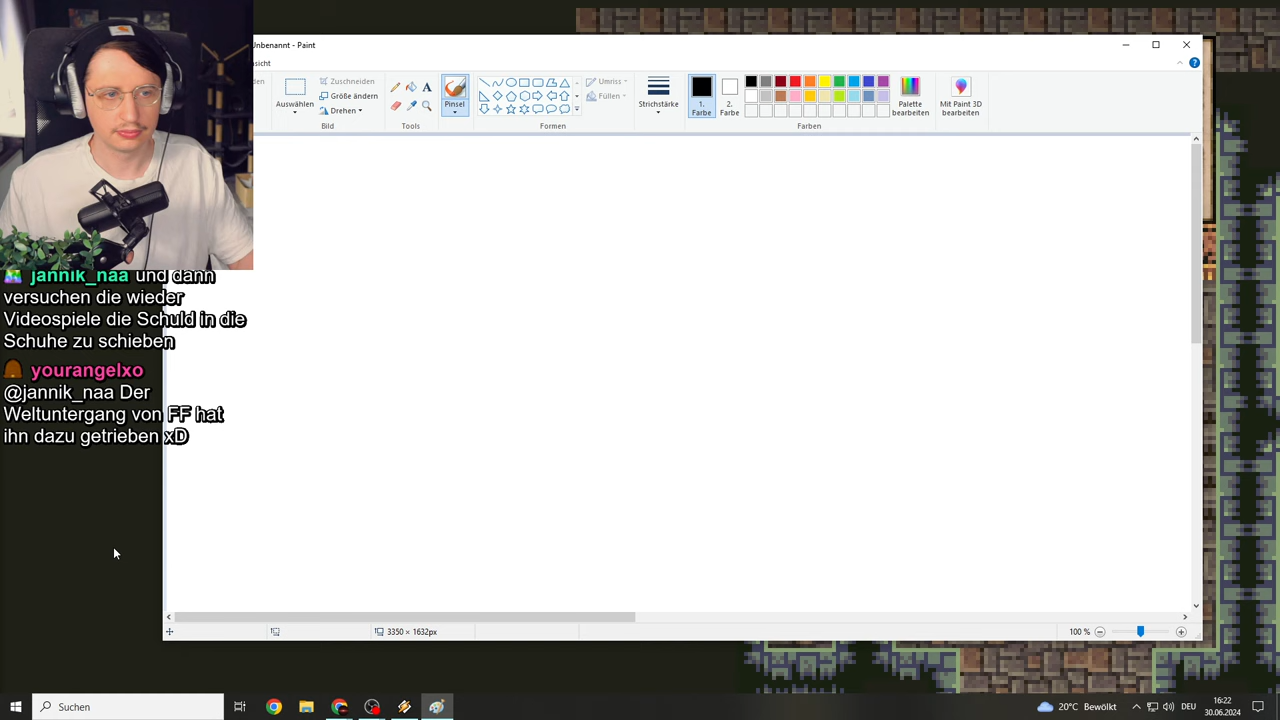 Unbenannt - Paint
sicht
den
Auswählen
Zuschneiden
Größe ändern
Drehen
Bild
A
Tools
Pinsel
Umriss
Füllen
Formen
Strichstärke
1.
Farbe
2.
Farbe
Farben
Palette
bearbeiten
Mit Paint 3D
bearbeiten
jannik_naa und dann
versuchen die wieder
Videospiele die Schuld in die
Schuhe zu schieben
yourangelxo
@jannik_naa Der
Weltuntergang von FF hat
ihn dazu getrieben xD
3350 × 1632px
100 %
Suchen
20°C Bewölkt
DEU
16:22
30.06.2024